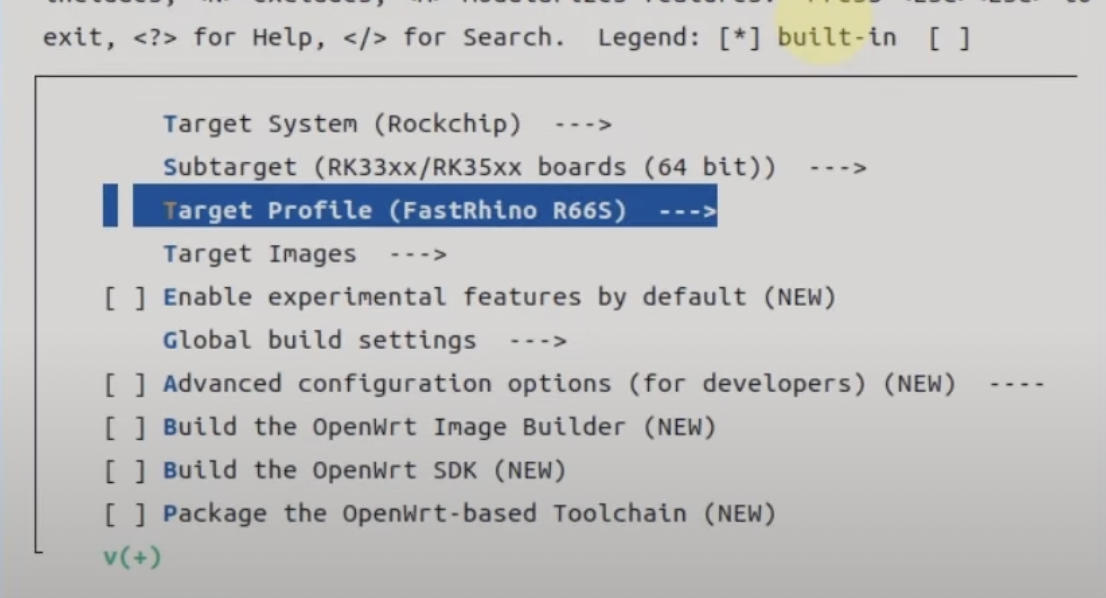 exit, <?> for Help, </> for Search.  Legend: [*] built-in  [ ]
Target System (Rockchip)  --->
Subtarget (RK33xx/RK35xx boards (64 bit))  --->
Target Profile (FastRhino R66S)  --->
Target Images  --->
[ ] Enable experimental features by default (NEW)
Global build settings  --->
[ ] Advanced configuration options (for developers) (NEW)  ----
[ ] Build the OpenWrt Image Builder (NEW)
[ ] Build the OpenWrt SDK (NEW)
[ ] Package the OpenWrt-based Toolchain (NEW)
v(+)